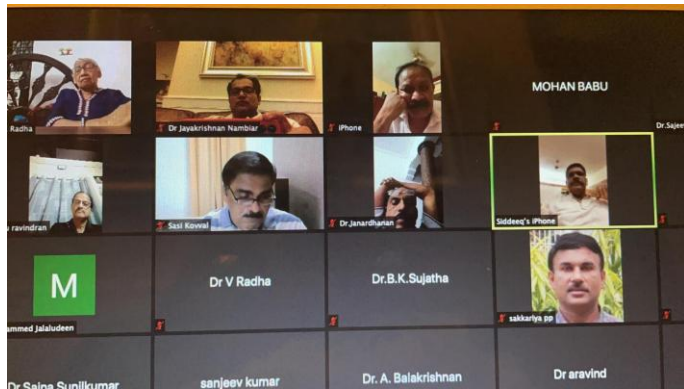 Radha
Dr Jayakrishnan Nambiar
iPhone
MOHAN BABU
Dr.Sajee
ravindran
Sasi Kovval
Dr.Janardhanan
Siddeeq's iPhone
M
ammed Jalaludeen
Dr V Radha
Dr.B.K.Sujatha
sakkariya pp
Dr Saina Sunilkumar
sanjeev kumar
Dr. A. Balakrishnan
Dr aravind